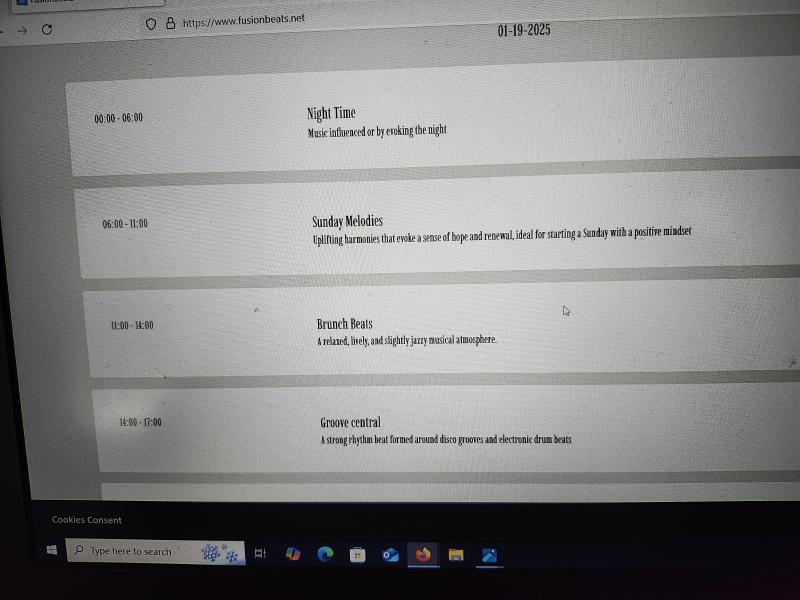 https://www.fusionbeats.net
01-19-2025
00:00 - 06:00
Night Time
Music influenced or by evoking the night
06:00 - 11:00
Sunday Melodies
Uplifting harmonies that evoke a sense of hope and renewal, ideal for starting a Sunday with a positive mindset
11:00 - 14:00
Brunch Beats
A relaxed, lively, and slightly jazzy musical atmosphere.
14:00 - 17:00
Groove central
A strong rhythm beat formed around disco grooves and electronic drum beats
Cookies Consent
Type here to search